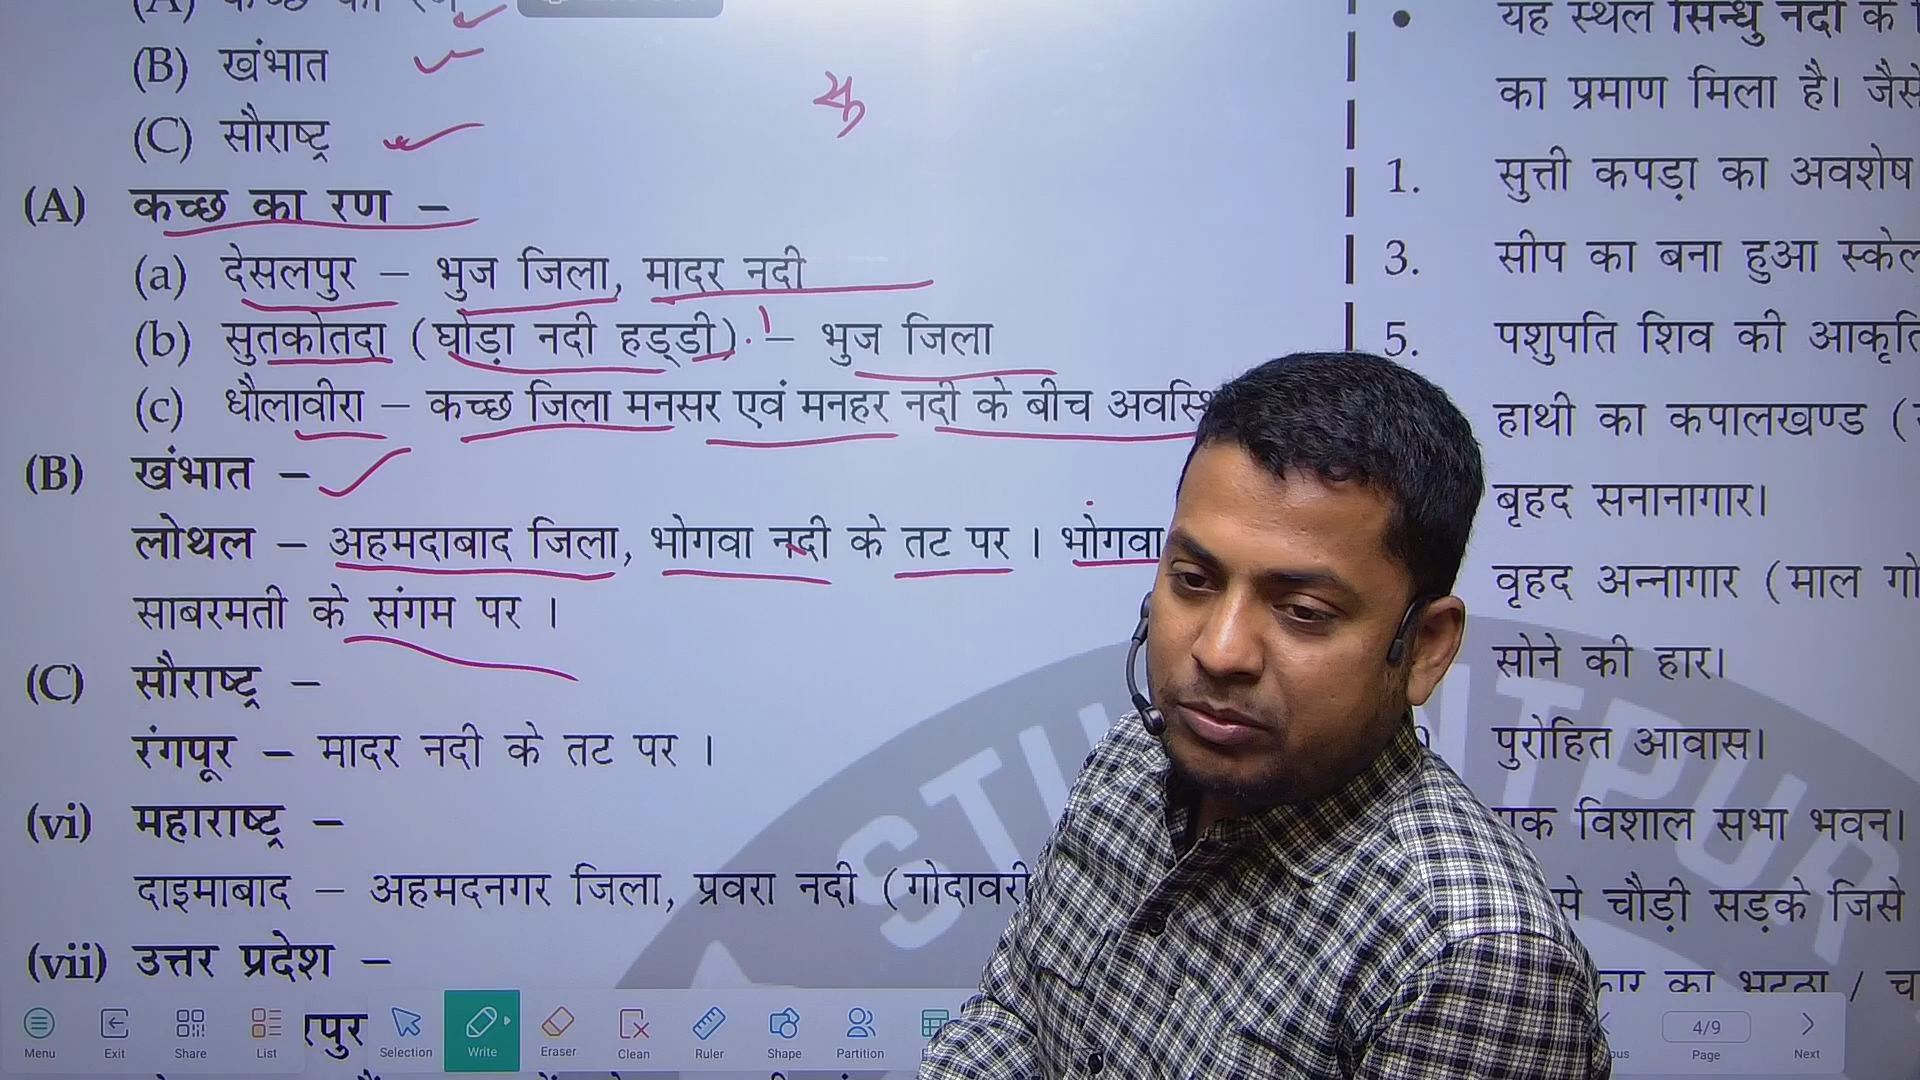 (A) कच्छ का रण
(B) खंभात
(C) सौराष्ट्र
(A) कच्छ का रण –
(a) देसलपुर – भुज जिला, मादर नदी
(b) सुतकोतदा (घोड़ा नदी हड्डी) – भुज जिला
(c) धौलावीरा – कच्छ जिला मनसर एवं मनहर नदी के बीच
(B) खंभात –
लोथल – अहमदाबाद जिला, भोगवा नदी के तट पर । भोगवा
साबरमती के संगम पर ।
(C) सौराष्ट्र –
रंगपूर – मादर नदी के तट पर ।
(vi) महाराष्ट्र –
दाइमाबाद – अहमदनगर जिला, प्रवरा नदी (गोदावरी
(vii) उत्तर प्रदेश –
• यह स्थल सिन्धु नदी के
का प्रमाण मिला है। जैसे
1. सुत्ती कपड़ा का अवशेष
3. सीप का बना हुआ स्केल
5. पशुपति शिव की आकृति
हाथी का कपालखण्ड (
बृहद सनानागार।
वृहद अन्नागार (माल गो
सोने की हार।
पुरोहित आवास।
एक विशाल सभा भवन।
से चौड़ी सड़के जिसे
का भट्ठा /
Menu Exit Share List Selection Write Eraser Clean Ruler Shape Partition
4/9
Page Next